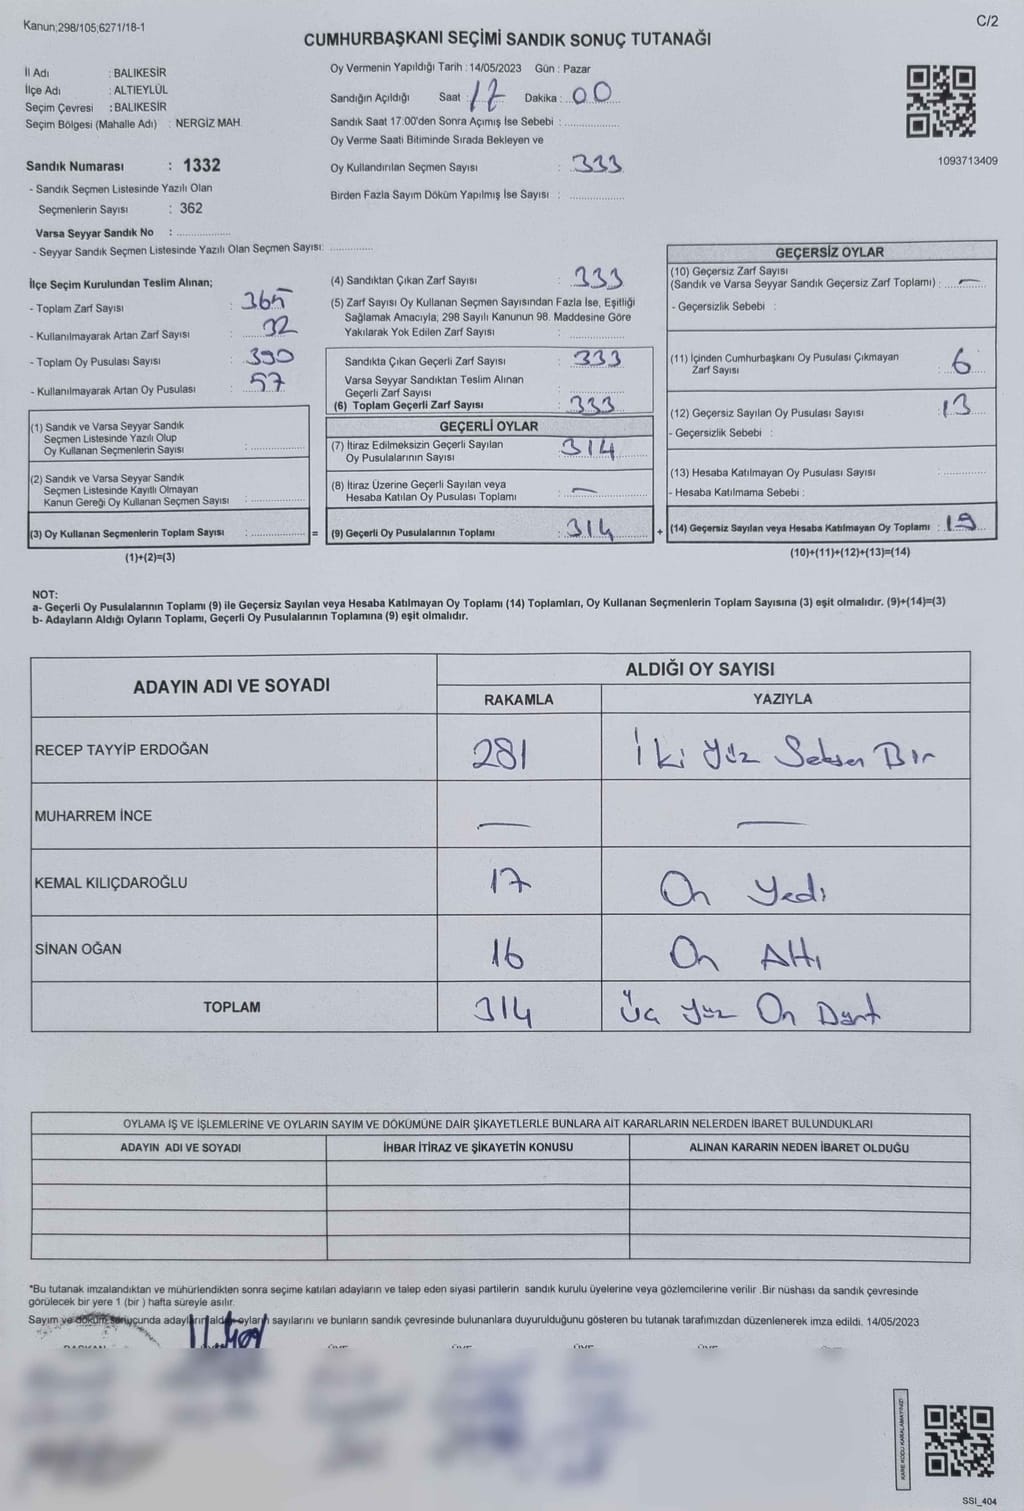 Kanun;298/105,6271/18-1
C/2
CUMHURBAŞKANI SEÇİMİ SANDIK SONUÇ TUTANAĞI
İl Adı : BALIKESİR
İlçe Adı : ALTIEYLÜL
Seçim Çevresi : BALIKESİR
Seçim Bölgesi (Mahalle Adı) : NERGİZ MAH.
Sandık Numarası : 1332
- Sandık Seçmen Listesinde Yazılı Olan
Seçmenlerin Sayısı : 362
Varsa Seyyar Sandık No :
- Seyyar Sandık Seçmen Listesinde Yazılı Olan Seçmen Sayısı:
Oy Vermenin Yapıldığı Tarih : 14/05/2023 Gün : Pazar
Sandığın Açıldığı Saat : 17 Dakika : 00
Sandık Saat 17:00'den Sonra Açımış İse Sebebi :
Oy Verme Saati Bitiminde Sırada Bekleyen ve
Oy Kullandırılan Seçmen Sayısı : 333
Birden Fazla Sayım Döküm Yapılmış İse Sayısı :
1093713409
İlçe Seçim Kurulundan Teslim Alınan;
- Toplam Zarf Sayısı : 365
- Kullanılmayarak Artan Zarf Sayısı : 32
- Toplam Oy Pusulası Sayısı : 390
- Kullanılmayarak Artan Oy Pusulası : 57
(1) Sandık ve Varsa Seyyar Sandık
Seçmen Listesinde Yazılı Olup
Oy Kullanan Seçmenlerin Sayısı :
(2) Sandık ve Varsa Seyyar Sandık
Seçmen Listesinde Kayıtlı Olmayan
Kanun Gereği Oy Kullanan Seçmen Sayısı :
(3) Oy Kullanan Seçmenlerin Toplam Sayısı : =
(1)+(2)=(3)
(4) Sandıktan Çıkan Zarf Sayısı : 333
(5) Zarf Sayısı Oy Kullanan Seçmen Sayısından Fazla İse, Eşitliği
Sağlamak Amacıyla; 298 Sayılı Kanunun 98. Maddesine Göre
Yakılarak Yok Edilen Zarf Sayısı :
Sandıkta Çıkan Geçerli Zarf Sayısı : 333
Varsa Seyyar Sandıktan Teslim Alınan
Geçerli Zarf Sayısı :
(6) Toplam Geçerli Zarf Sayısı : 333
GEÇERLİ OYLAR
(7) İtiraz Edilmeksizin Geçerli Sayılan
Oy Pusulalarının Sayısı : 314
(8) İtiraz Üzerine Geçerli Sayılan veya
Hesaba Katılan Oy Pusulası Toplamı : —
(9) Geçerli Oy Pusulalarının Toplamı : 314 +
GEÇERSİZ OYLAR
(10) Geçersiz Zarf Sayısı
(Sandık ve Varsa Seyyar Sandık Geçersiz Zarf Toplamı) : —
- Geçersizlik Sebebi :
(11) İçinden Cumhurbaşkanı Oy Pusulası Çıkmayan
Zarf Sayısı : 6
(12) Geçersiz Sayılan Oy Pusulası Sayısı : 13
- Geçersizlik Sebebi :
(13) Hesaba Katılmayan Oy Pusulası Sayısı :
- Hesaba Katılmama Sebebi :
(14) Geçersiz Sayılan veya Hesaba Katılmayan Oy Toplamı : 19
(10)+(11)+(12)+(13)=(14)
NOT:
a- Geçerli Oy Pusulalarının Toplamı (9) ile Geçersiz Sayılan veya Hesaba Katılmayan Oy Toplamı (14) Toplamları, Oy Kullanan Seçmenlerin Toplam Sayısına (3) eşit olmalıdır. (9)+(14)=(3)
b- Adayların Aldığı Oyların Toplamı, Geçerli Oy Pusulalarının Toplamına (9) eşit olmalıdır.
ADAYIN ADI VE SOYADI
ALDIĞI OY SAYISI
RAKAMLA YAZIYLA
RECEP TAYYİP ERDOĞAN 281 İki Yüz Seksen Bir
MUHARREM İNCE — —
KEMAL KILIÇDAROĞLU 17 On Yedi
SİNAN OĞAN 16 On Altı
TOPLAM 314 Üç Yüz On Dört
OYLAMA İŞ VE İŞLEMLERİNE VE OYLARIN SAYIM VE DÖKÜMÜNE DAİR ŞİKAYETLERLE BUNLARA AİT KARARLARIN NELERDEN İBARET BULUNDUKLARI
ADAYIN ADI VE SOYADI İHBAR İTİRAZ VE ŞİKAYETİN KONUSU ALINAN KARARIN NEDEN İBARET OLDUĞU
*Bu tutanak imzalandıktan ve mühürlendikten sonra seçime katılan adayların ve talep eden siyasi partilerin sandık kurulu üyelerine veya gözlemcilerine verilir .Bir nüshası da sandık çevresinde
görülecek bir yere 1 (bir ) hafta süreyle asılır.
Sayım ve döküm sonuçunda adayların aldığı oyların sayılarını ve bunların sandık çevresinde bulunanlara duyurulduğunu gösteren bu tutanak tarafımızdan düzenlenerek imza edildi. 14/05/2023
KARE KODU KARALAMAYINIZ!
SSI_404